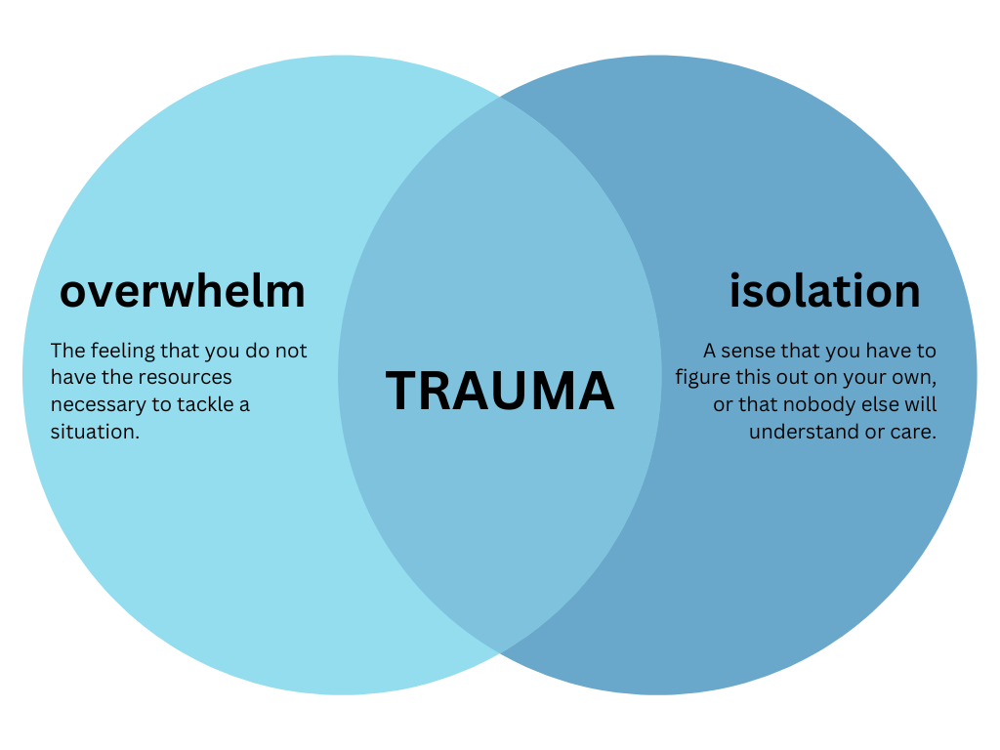 overwhelm
The feeling that you do not
have the resources
necessary to tackle a
situation.
TRAUMA
isolation
A sense that you have to
figure this out on your own,
or that nobody else will
understand or care.